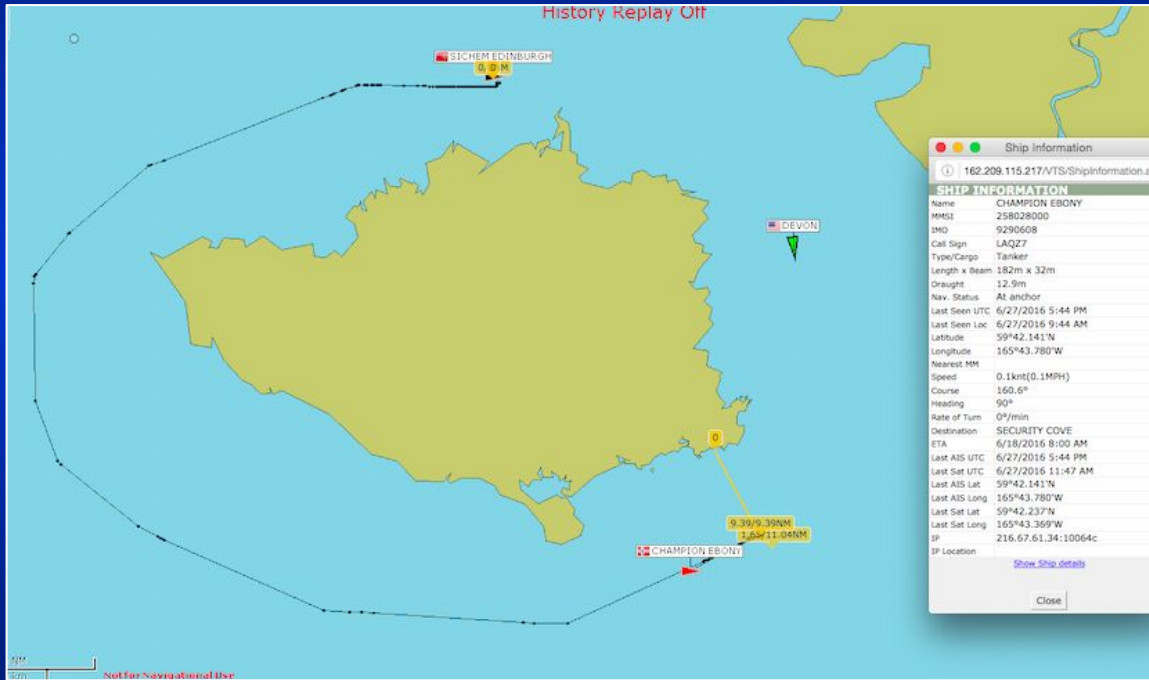 History Replay Off
SICHEM EDINBURGH
DEVON
0
9.39/9.39NM
1.65/11.04NM
CHAMPION EBONY
NM
km
Not for Navigational Use
Ship Information
162.209.115.217/VTS/ShipInformation.a
SHIP INFORMATION
Name CHAMPION EBONY
MMSI 258028000
IMO 9290608
Call Sign LAQZ7
Type/Cargo Tanker
Length x Beam 182m x 32m
Draught 12.9m
Nav. Status At anchor
Last Seen UTC 6/27/2016 5:44 PM
Last Seen Loc 6/27/2016 9:44 AM
Latitude 59°42.141'N
Longitude 165°43.780'W
Nearest MM
Speed 0.1knt(0.1MPH)
Course 160.6°
Heading 90°
Rate of Turn 0°/min
Destination SECURITY COVE
ETA 6/18/2016 8:00 AM
Last AIS UTC 6/27/2016 5:44 PM
Last Sat UTC 6/27/2016 11:47 AM
Last AIS Lat 59°42.141'N
Last AIS Long 165°43.780'W
Last Sat Lat 59°42.237'N
Last Sat Long 165°43.369'W
IP 216.67.61.34:10064c
IP Location
Show Ship details
Close